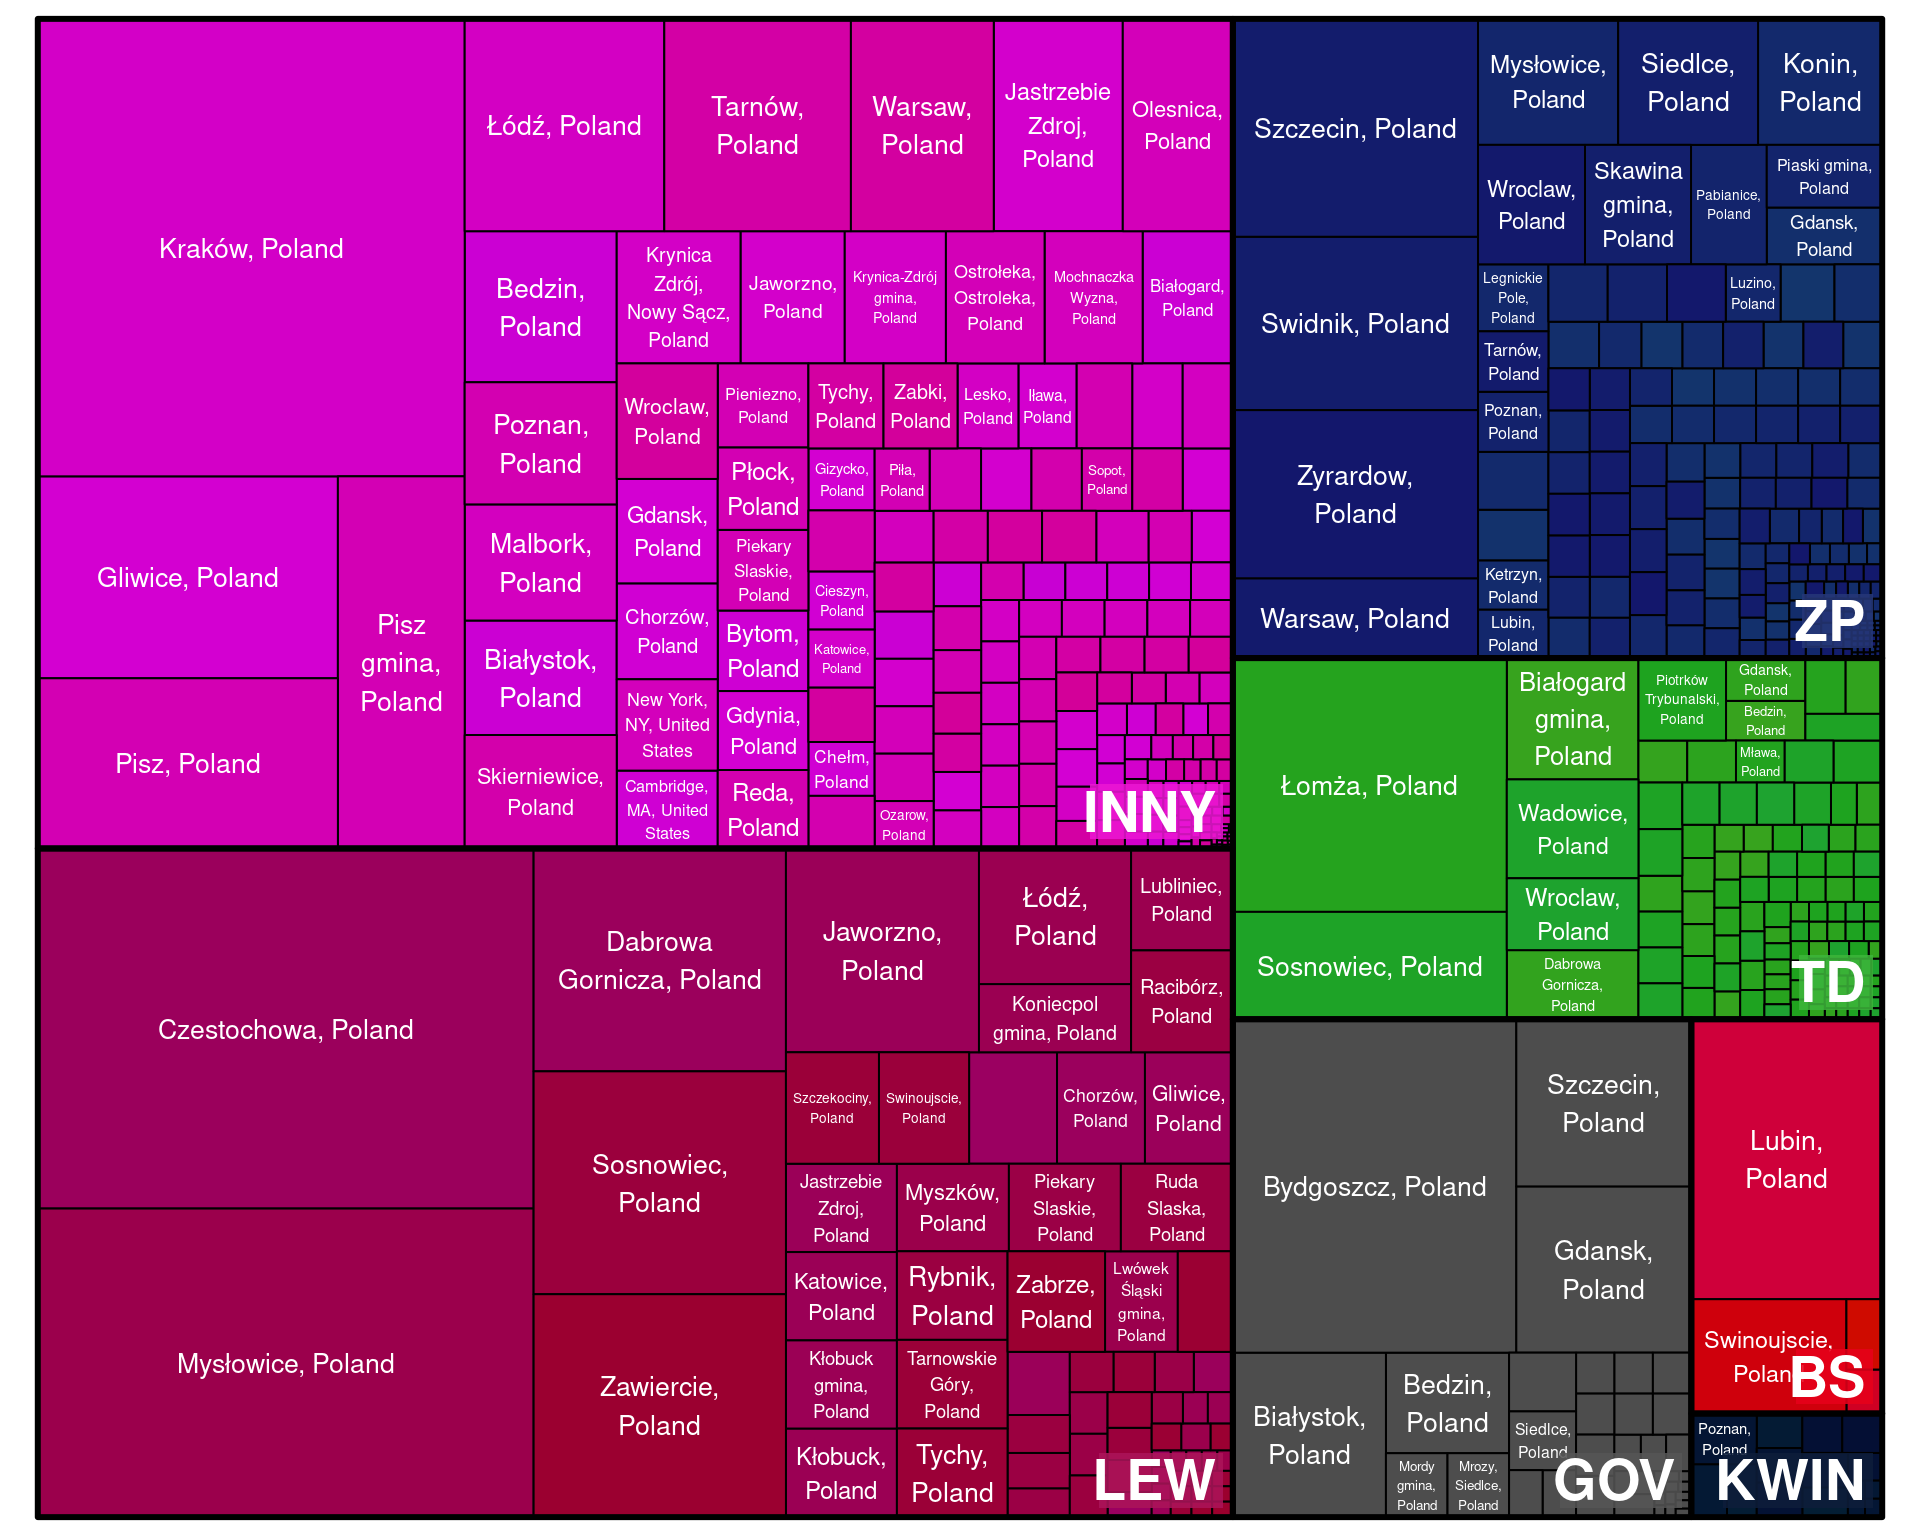 Kraków, Poland
Gliwice, Poland
Pisz, Poland
Pisz
gmina,
Poland
Łódź, Poland
Tarnów,
Poland
Warsaw,
Poland
Jastrzebie
Zdroj,
Poland
Olesnica,
Poland
Bedzin,
Poland
Poznan,
Poland
Malbork,
Poland
Białystok,
Poland
Skierniewice,
Poland
Krynica
Zdrój,
Nowy Sącz,
Poland
Jaworzno,
Poland
Krynica-Zdrój
gmina,
Poland
Ostrołeka,
Ostroleka,
Poland
Mochnaczka
Wyzna,
Poland
Białogard,
Poland
Wroclaw,
Poland
Gdansk,
Poland
Chorzów,
Poland
New York,
NY, United
States
Cambridge,
MA, United
States
Pieniezno,
Poland
Płock,
Poland
Piekary
Slaskie,
Poland
Bytom,
Poland
Gdynia,
Poland
Reda,
Poland
Tychy,
Poland
Zabki,
Poland
Lesko,
Poland
Iława,
Poland
Gizycko,
Poland
Piła,
Poland
Sopot,
Poland
Cieszyn,
Poland
Katowice,
Poland
Chełm,
Poland
Ozarow,
Poland
INNY
Szczecin, Poland
Swidnik, Poland
Zyrardow,
Poland
Warsaw, Poland
Mysłowice,
Poland
Siedlce,
Poland
Konin,
Poland
Wroclaw,
Poland
Skawina
gmina,
Poland
Pabianice,
Poland
Piaski gmina,
Poland
Gdansk,
Poland
Legnickie
Pole,
Poland
Luzino,
Poland
Tarnów,
Poland
Poznan,
Poland
Ketrzyn,
Poland
Lubin,
Poland
ZP
Łomża, Poland
Sosnowiec, Poland
Białogard
gmina,
Poland
Wadowice,
Poland
Wroclaw,
Poland
Dabrowa
Gornicza,
Poland
Piotrków
Trybunalski,
Poland
Gdansk,
Poland
Bedzin,
Poland
Mława,
Poland
TD
Czestochowa, Poland
Mysłowice, Poland
Dabrowa
Gornicza, Poland
Sosnowiec,
Poland
Zawiercie,
Poland
Jaworzno,
Poland
Łódź,
Poland
Koniecpol
gmina, Poland
Lubliniec,
Poland
Racibórz,
Poland
Szczekociny,
Poland
Swinoujscie,
Poland
Chorzów,
Poland
Gliwice,
Poland
Jastrzebie
Zdroj,
Poland
Myszków,
Poland
Piekary
Slaskie,
Poland
Ruda
Slaska,
Poland
Katowice,
Poland
Rybnik,
Poland
Zabrze,
Poland
Lwówek
Śląski
gmina,
Poland
Kłobuck
gmina,
Poland
Tarnowskie
Góry,
Poland
Kłobuck,
Poland
Tychy,
Poland
LEW
Bydgoszcz, Poland
Szczecin,
Poland
Gdansk,
Poland
Białystok,
Poland
Bedzin,
Poland
Mordy
gmina,
Poland
Mrozy,
Siedlce,
Poland
Siedlce,
Poland
GOV
Lubin,
Poland
Swinoujscie,
Poland
BS
Poznan,
Poland
KWIN